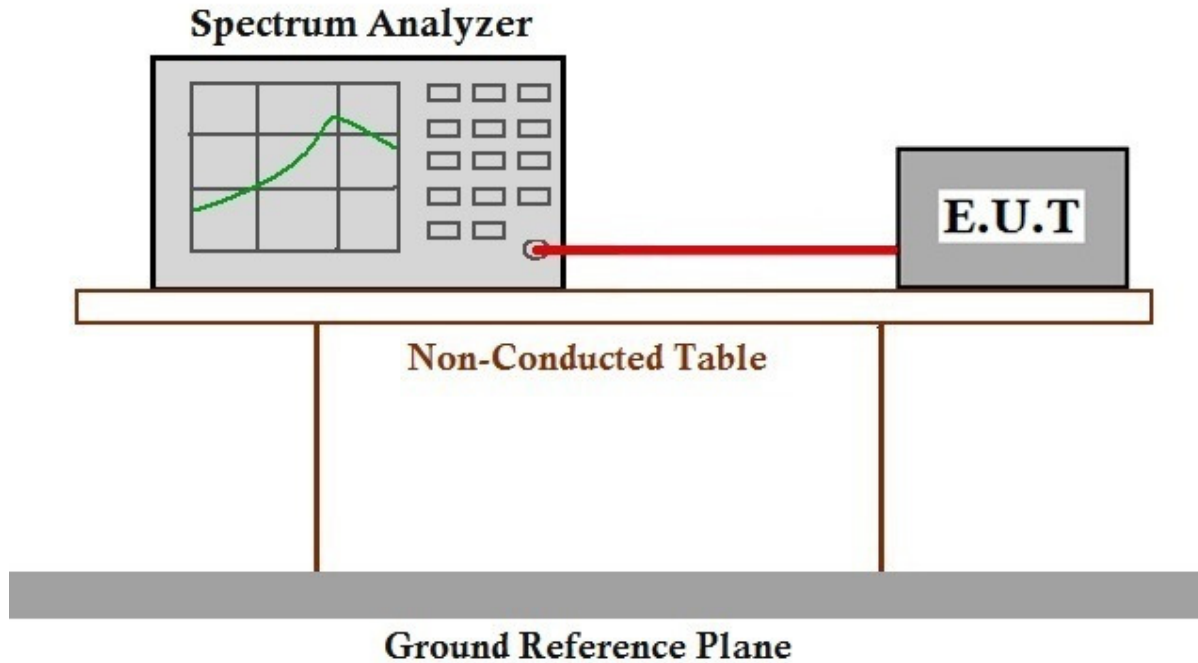 Spectrum Analyzer
E.U.T
Non-Conducted Table
Ground Reference Plane